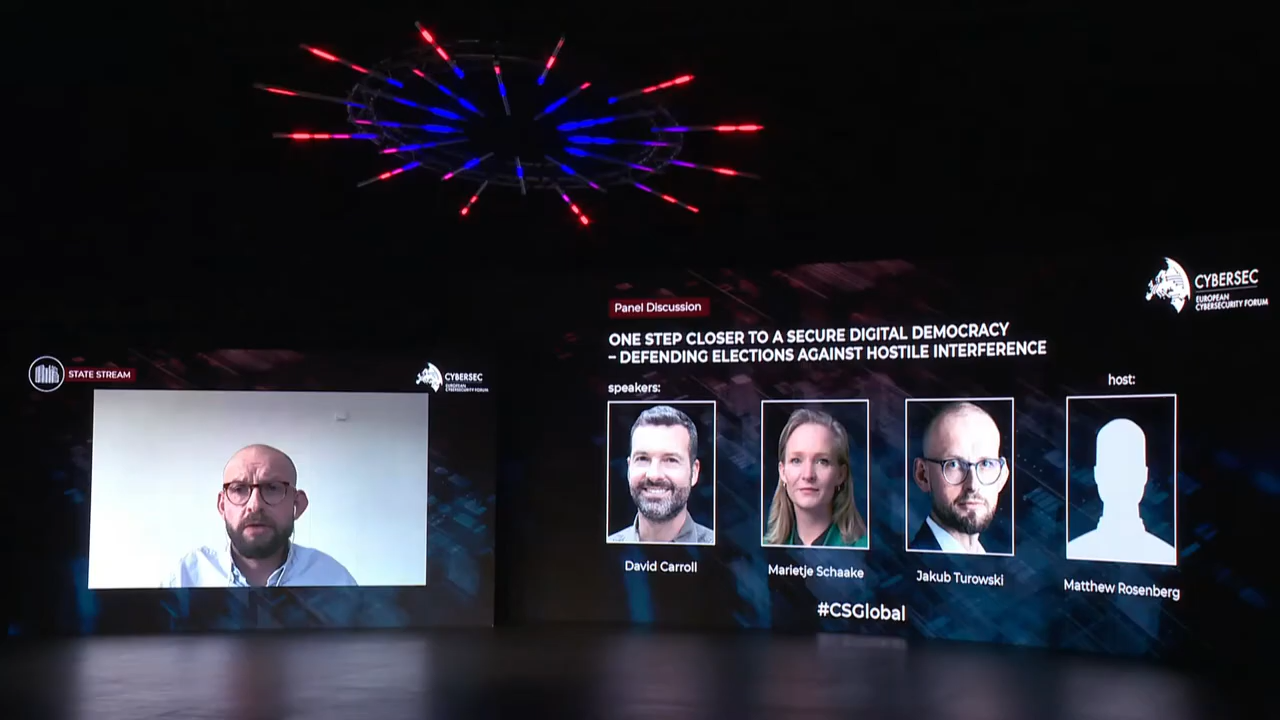 STATE STREAM
CYBERSEC
EUROPEAN
CYBERSECURITY FORUM
Panel Discussion
CYBERSEC
EUROPEAN
CYBERSECURITY FORUM
ONE STEP CLOSER TO A SECURE DIGITAL DEMOCRACY
– DEFENDING ELECTIONS AGAINST HOSTILE INTERFERENCE
speakers:
host:
David Carroll
Marietje Schaake
Jakub Turowski
Matthew Rosenberg
#CSGlobal